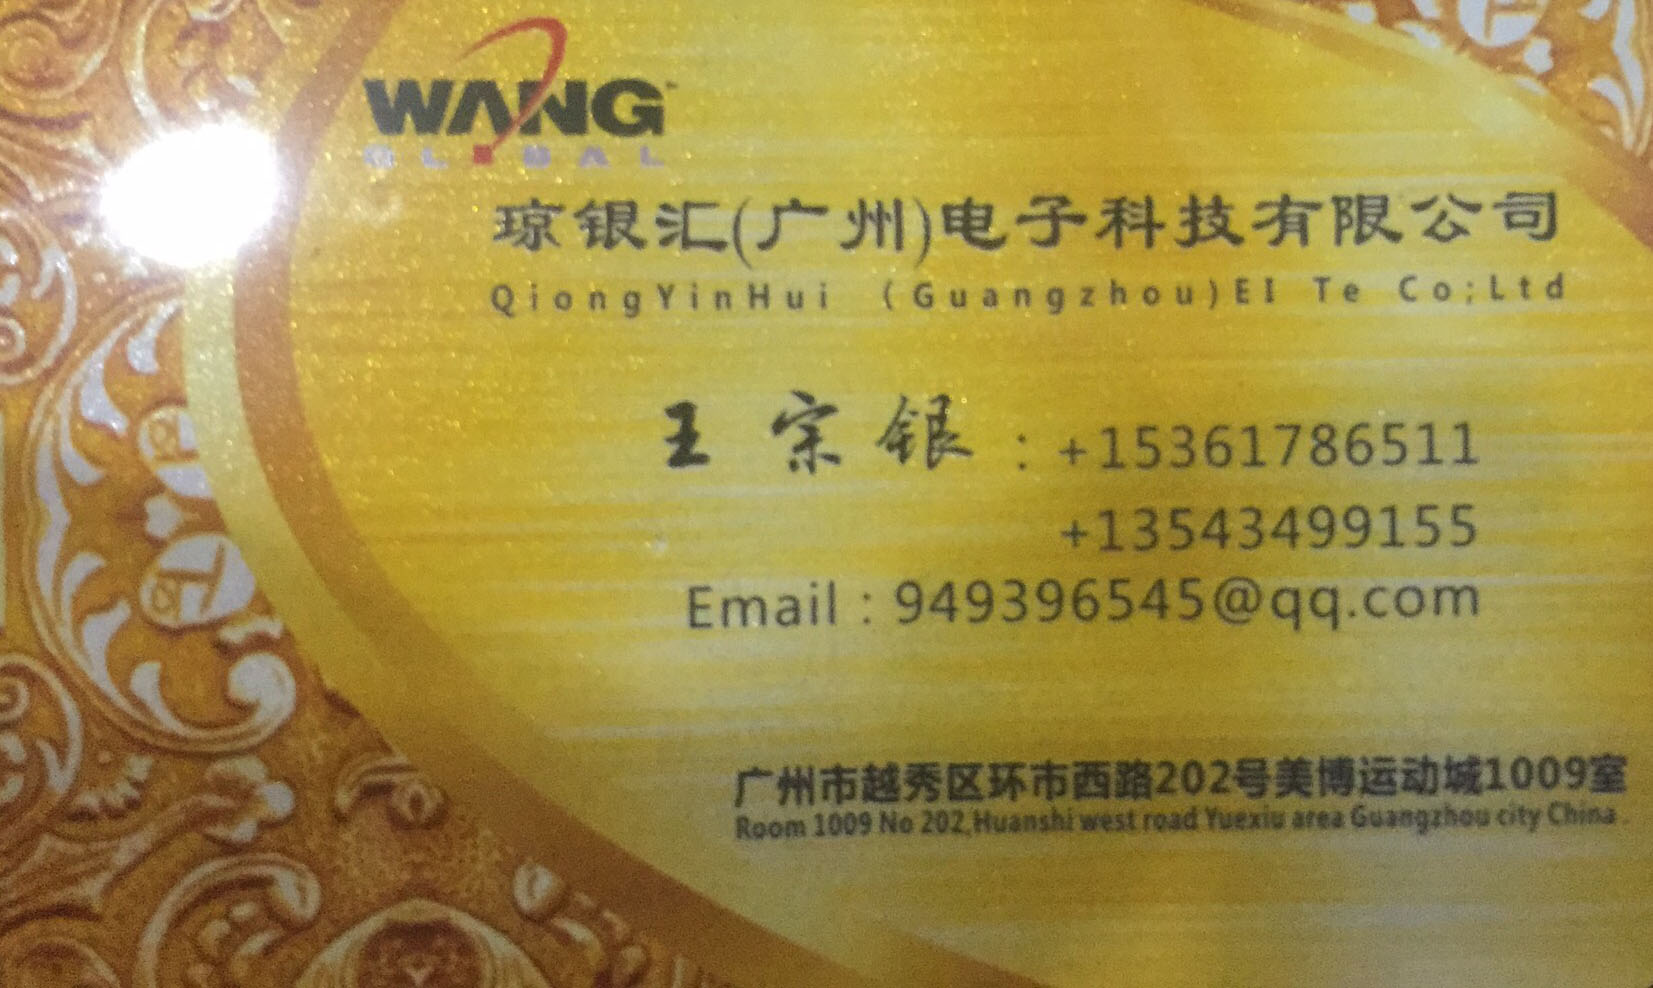 WANG™
GLOBAL
琼银汇(广州)电子科技有限公司
QiongYinHui (Guangzhou)EI Te Co;Ltd
王宗银:+15361786511
+13543499155
Email:949396545@qq.com
广州市越秀区环市西路202号美博运动城1009室
Room 1009 No 202,Huanshi west road Yuexiu area Guangzhou city China.